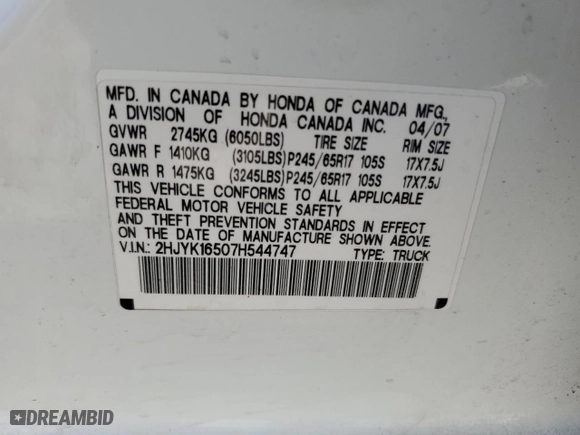 MFD. IN CANADA BY HONDA OF CANADA MFG.,
A DIVISION OF HONDA CANADA INC. 04/07
GVWR 2745KG (6050LBS) TIRE SIZE RIM SIZE
GAWR F 1410KG (3105LBS) P245/65R17 105S 17X7.5J
GAWR R 1475KG (3245LBS) P245/65R17 105S 17X7.5J
THIS VEHICLE CONFORMS TO ALL APPLICABLE
FEDERAL MOTOR VEHICLE SAFETY
AND THEFT PREVENTION STANDARDS IN EFFECT
ON THE DATE OF MANUFACTURE SHOWN ABOVE.
V.I.N.: 2HJYK16507H544747 TYPE: TRUCK
DREAMBID